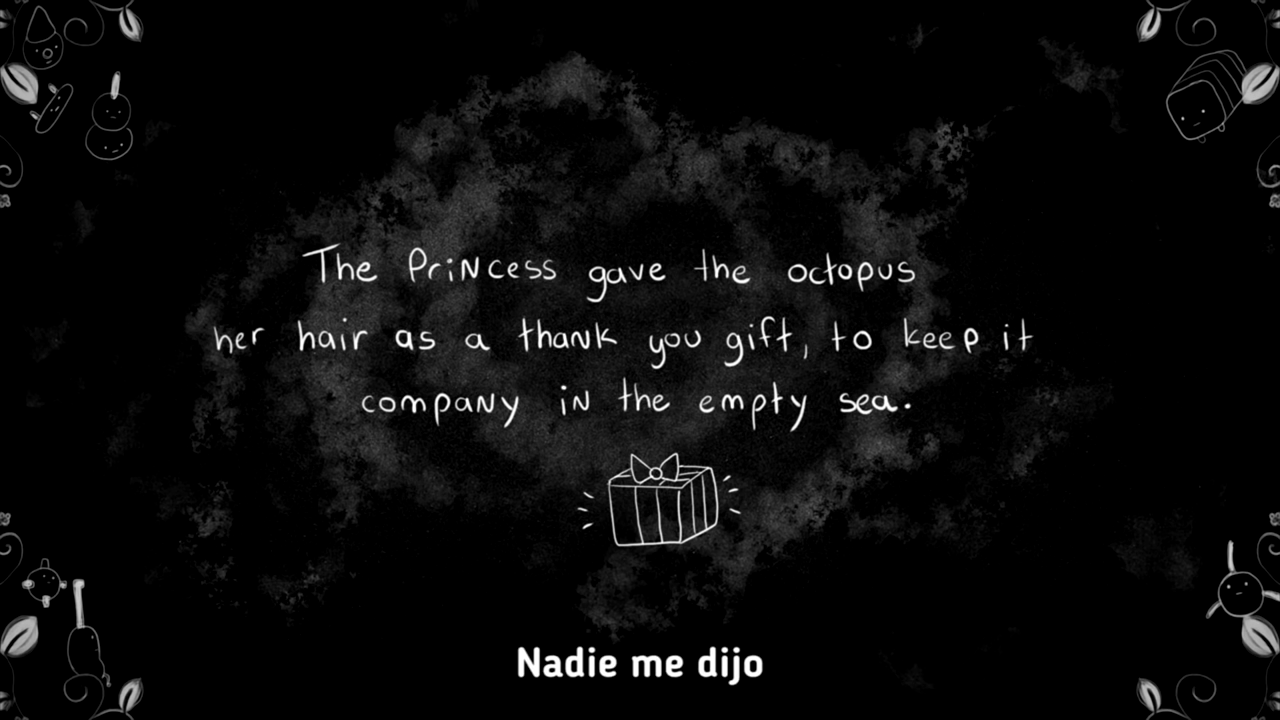 The Princess gave the octopus
her hair as a thank you gift, to keep it
company in the empty sea.
Nadie me dijo